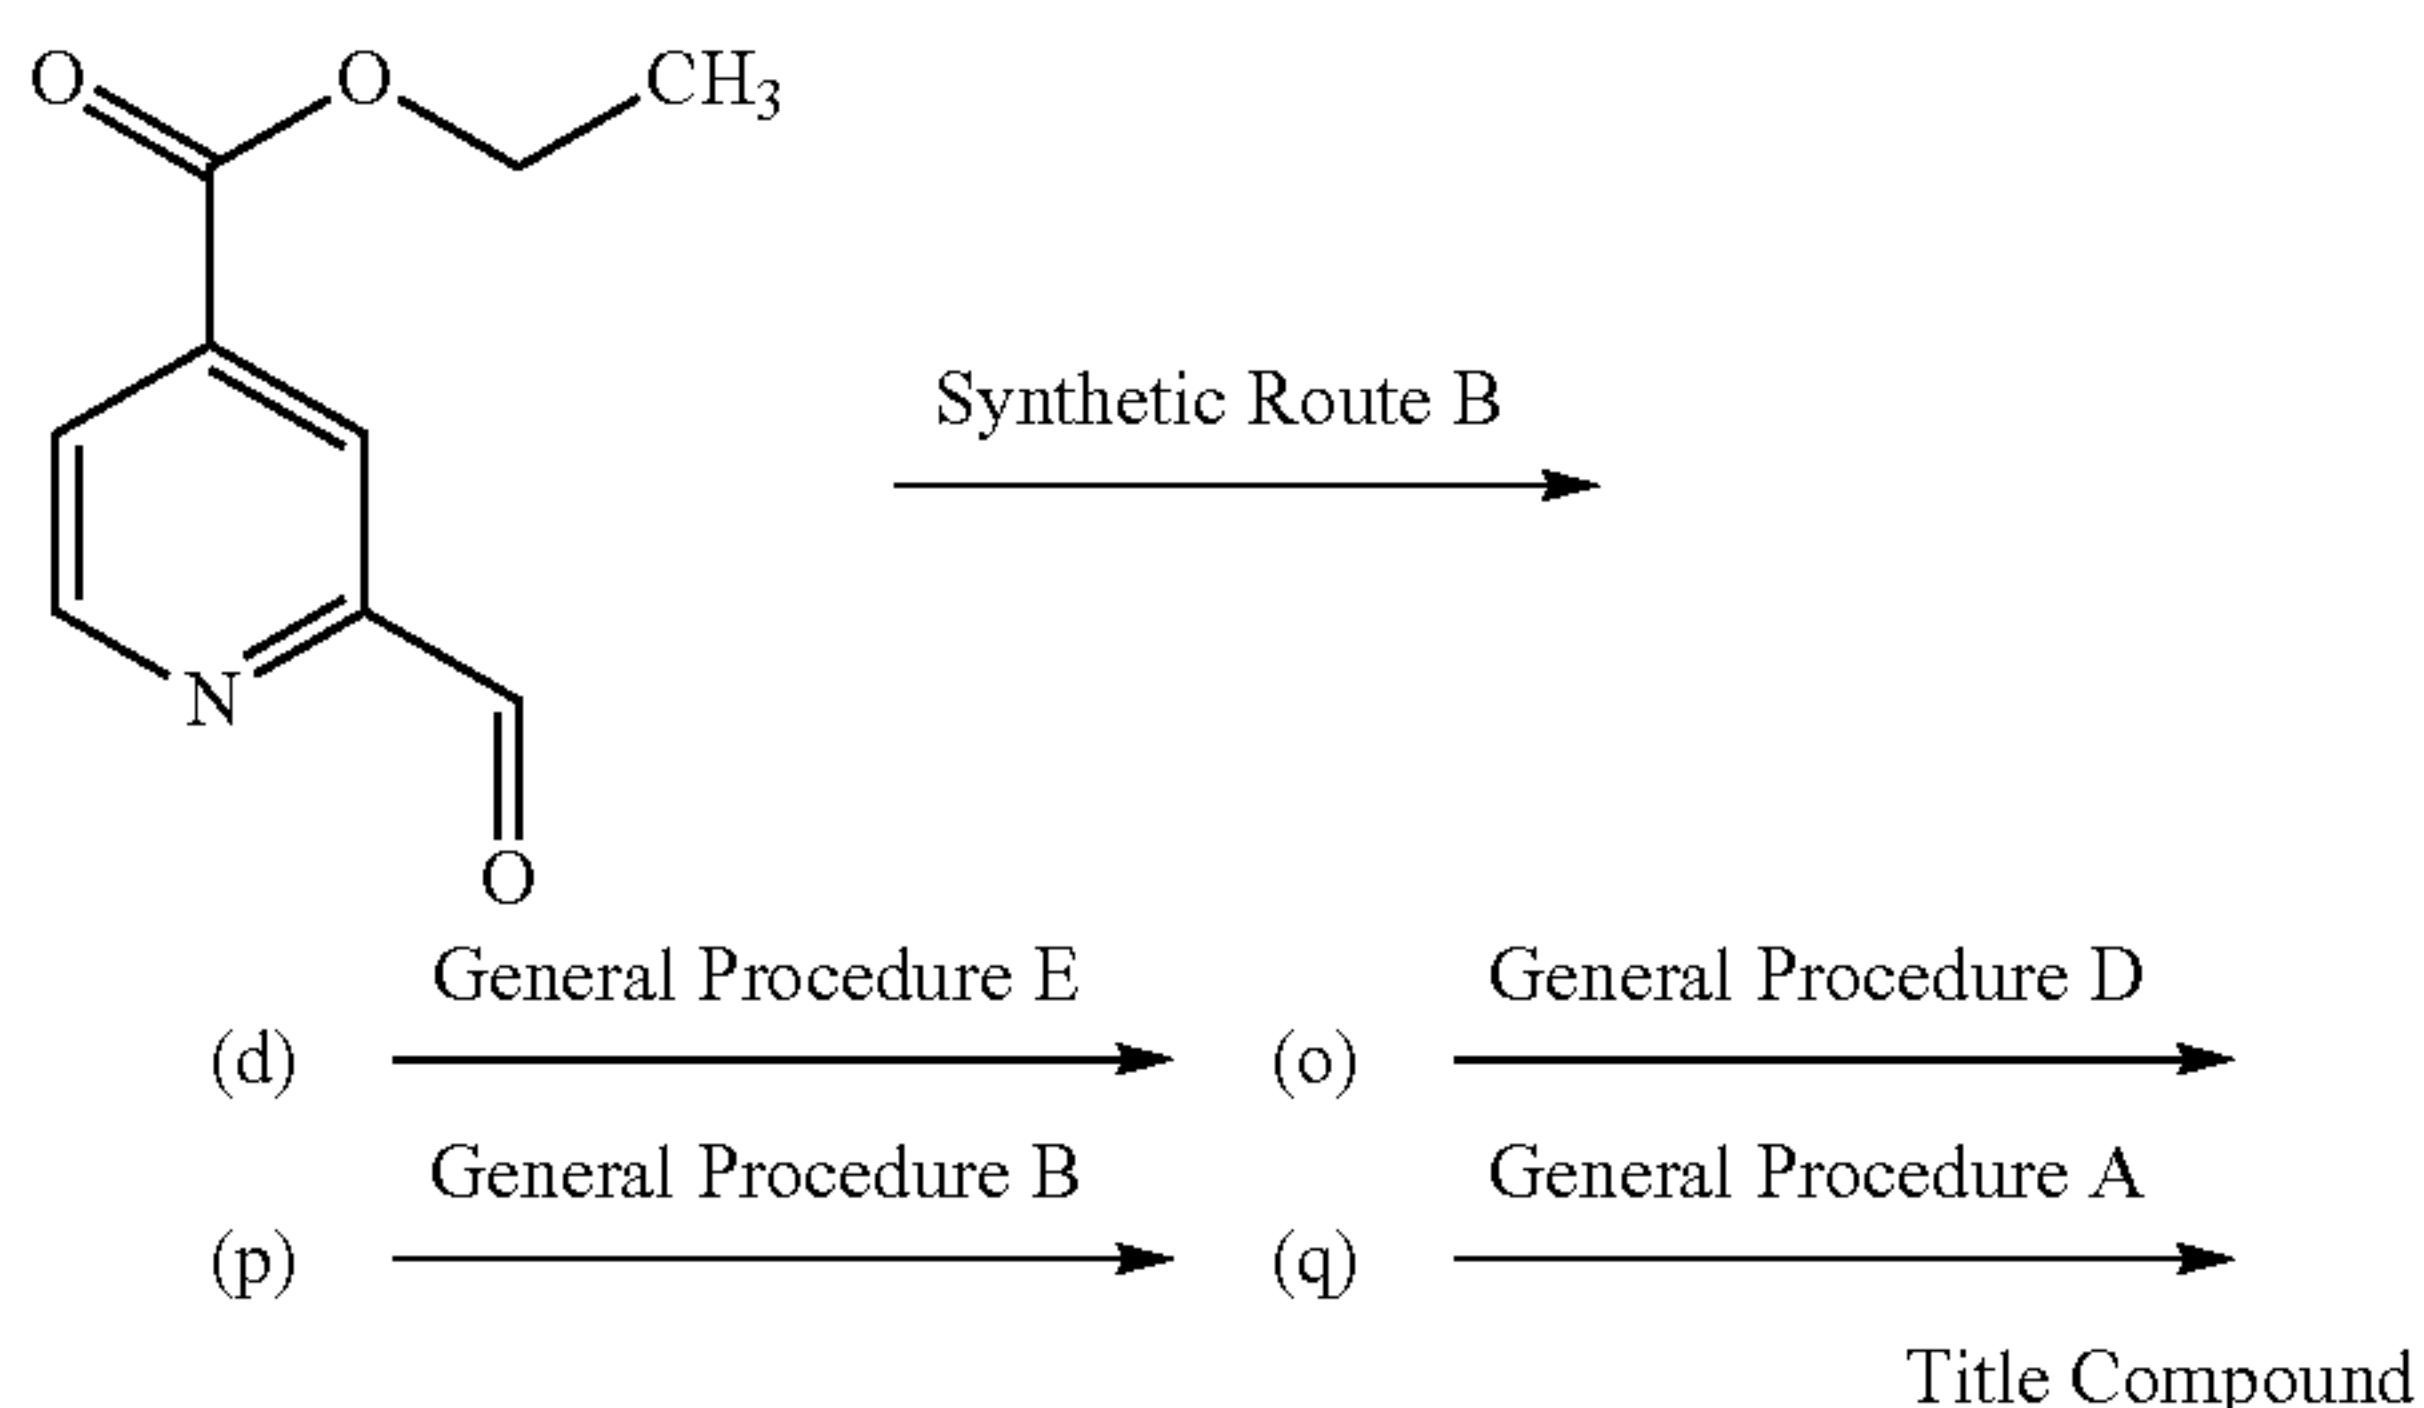 O O CH3
Synthetic Route B
N
O
General Procedure E General Procedure D
(d) (o)
General Procedure B General Procedure A
(p) (q)
Title Compound